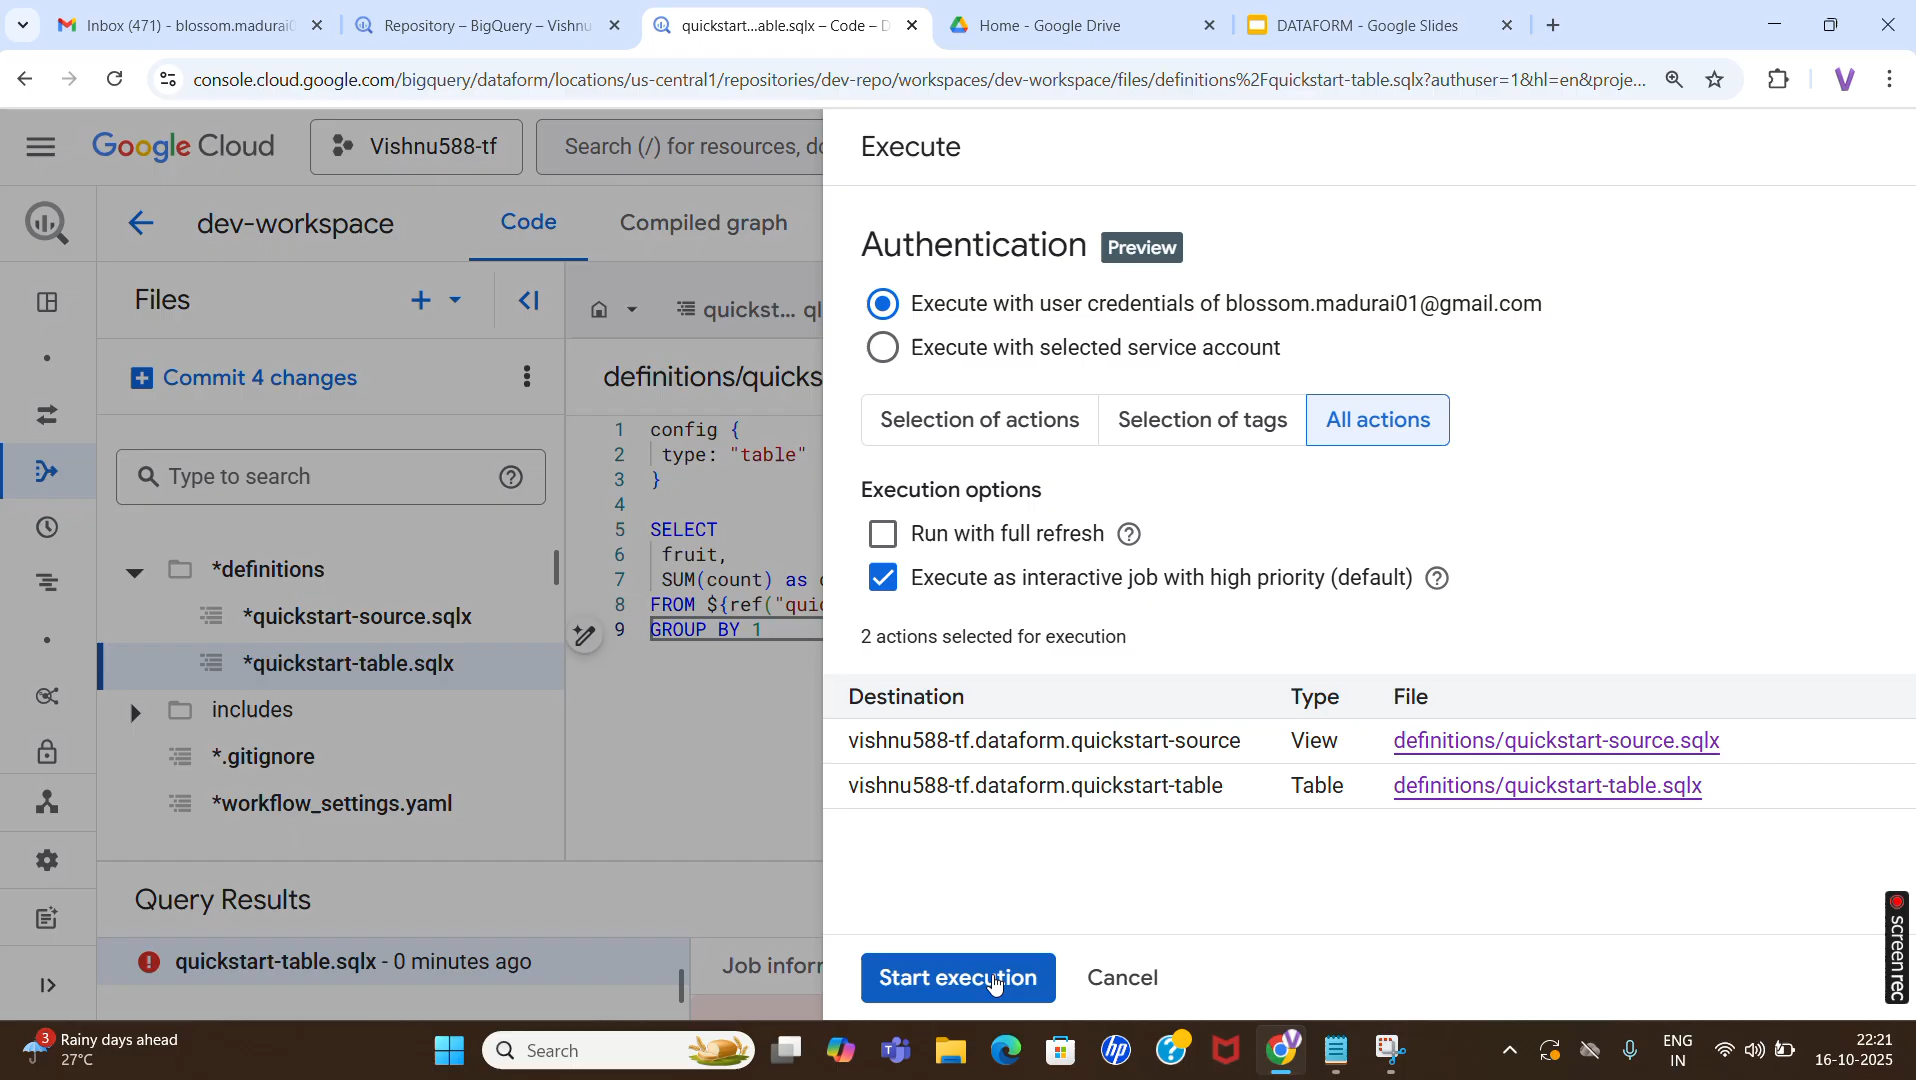 Inbox (471) - blossom.madurai
Repository – BigQuery – Vishnu
quickstart...able.sqlx – Code – D
Home - Google Drive
DATAFORM - Google Slides
console.cloud.google.com/bigquery/dataform/locations/us-central1/repositories/dev-repo/workspaces/dev-workspace/files/definitions%2Fquickstart-table.sqlx?authuser=1&hl=en&proje...
Google Cloud
Vishnu588-tf
Search (/) for resources, do
Execute
dev-workspace
Code
Compiled graph
Authentication Preview
Execute with user credentials of blossom.madurai01@gmail.com
Execute with selected service account
Files
quickst... ql
Commit 4 changes
definitions/quicks
Selection of actions
Selection of tags
All actions
Type to search
1 config {
2 type: "table"
3 }
4
5 SELECT
6 fruit,
7 SUM(count) as c
8 FROM ${ref("quic
9 GROUP BY 1
Execution options
Run with full refresh
Execute as interactive job with high priority (default)
2 actions selected for execution
*definitions
*quickstart-source.sqlx
*quickstart-table.sqlx
includes
*.gitignore
*workflow_settings.yaml
Destination Type File
vishnu588-tf.dataform.quickstart-source View definitions/quickstart-source.sqlx
vishnu588-tf.dataform.quickstart-table Table definitions/quickstart-table.sqlx
Query Results
quickstart-table.sqlx - 0 minutes ago
Job inforr
Start execution
Cancel
screen rec
3
Rainy days ahead
27°C
Search
ENG
IN
22:21
16-10-2025